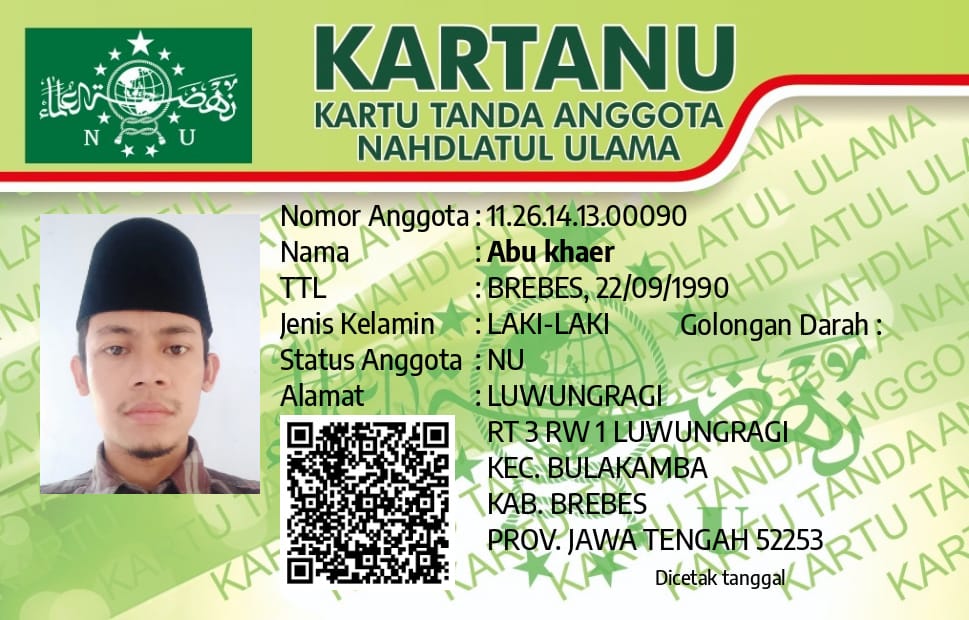 نهضة العلماء
N U
KARTANU
KARTU TANDA ANGGOTA
NAHDLATUL ULAMA
Nomor Anggota : 11.26.14.13.00090
Nama : Abu khaer
TTL : BREBES, 22/09/1990
Jenis Kelamin : LAKI-LAKI Golongan Darah :
Status Anggota : NU
Alamat : LUWUNGRAGI
RT 3 RW 1 LUWUNGRAGI
KEC. BULAKAMBA
KAB. BREBES
PROV. JAWA TENGAH 52253
Dicetak tanggal